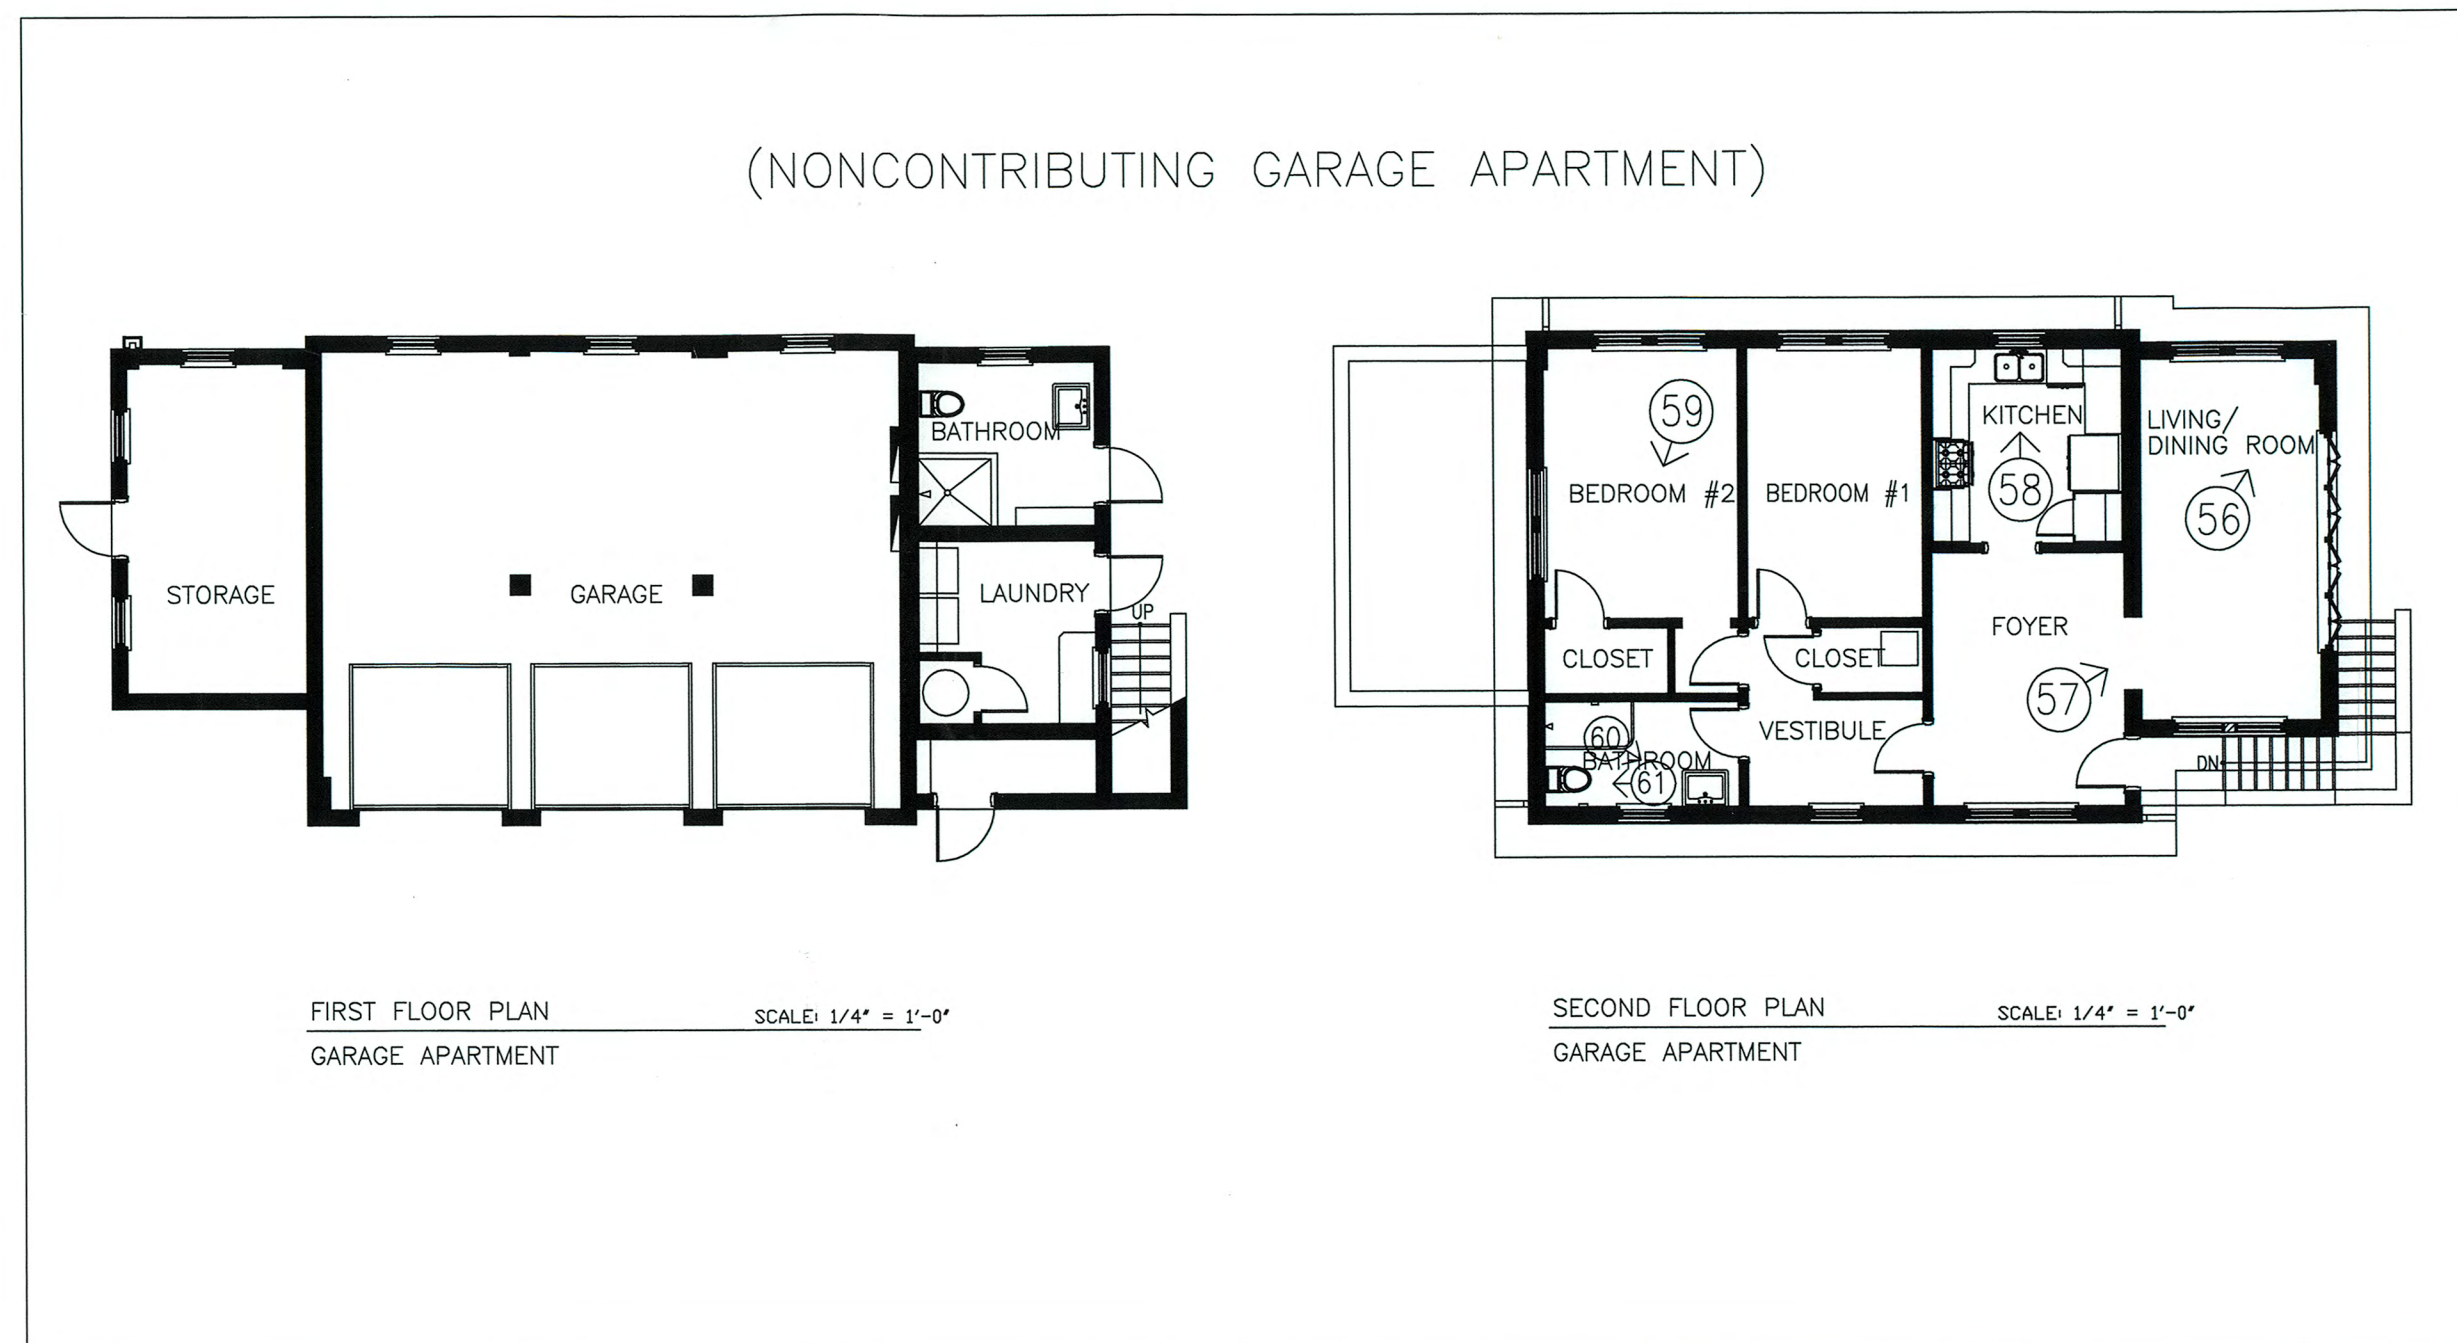 (NONCONTRIBUTING GARAGE APARTMENT)
BATHROOM
STORAGE
GARAGE
LAUNDRY
UP
59
KITCHEN
LIVING/
DINING ROOM
BEDROOM #2
BEDROOM #1
58
56
FOYER
CLOSET
CLOSET
57
VESTIBULE
60
BATHROOM
61
DN
FIRST FLOOR PLAN
SCALE: 1/4" = 1'-0"
GARAGE APARTMENT
SECOND FLOOR PLAN
SCALE: 1/4" = 1'-0"
GARAGE APARTMENT